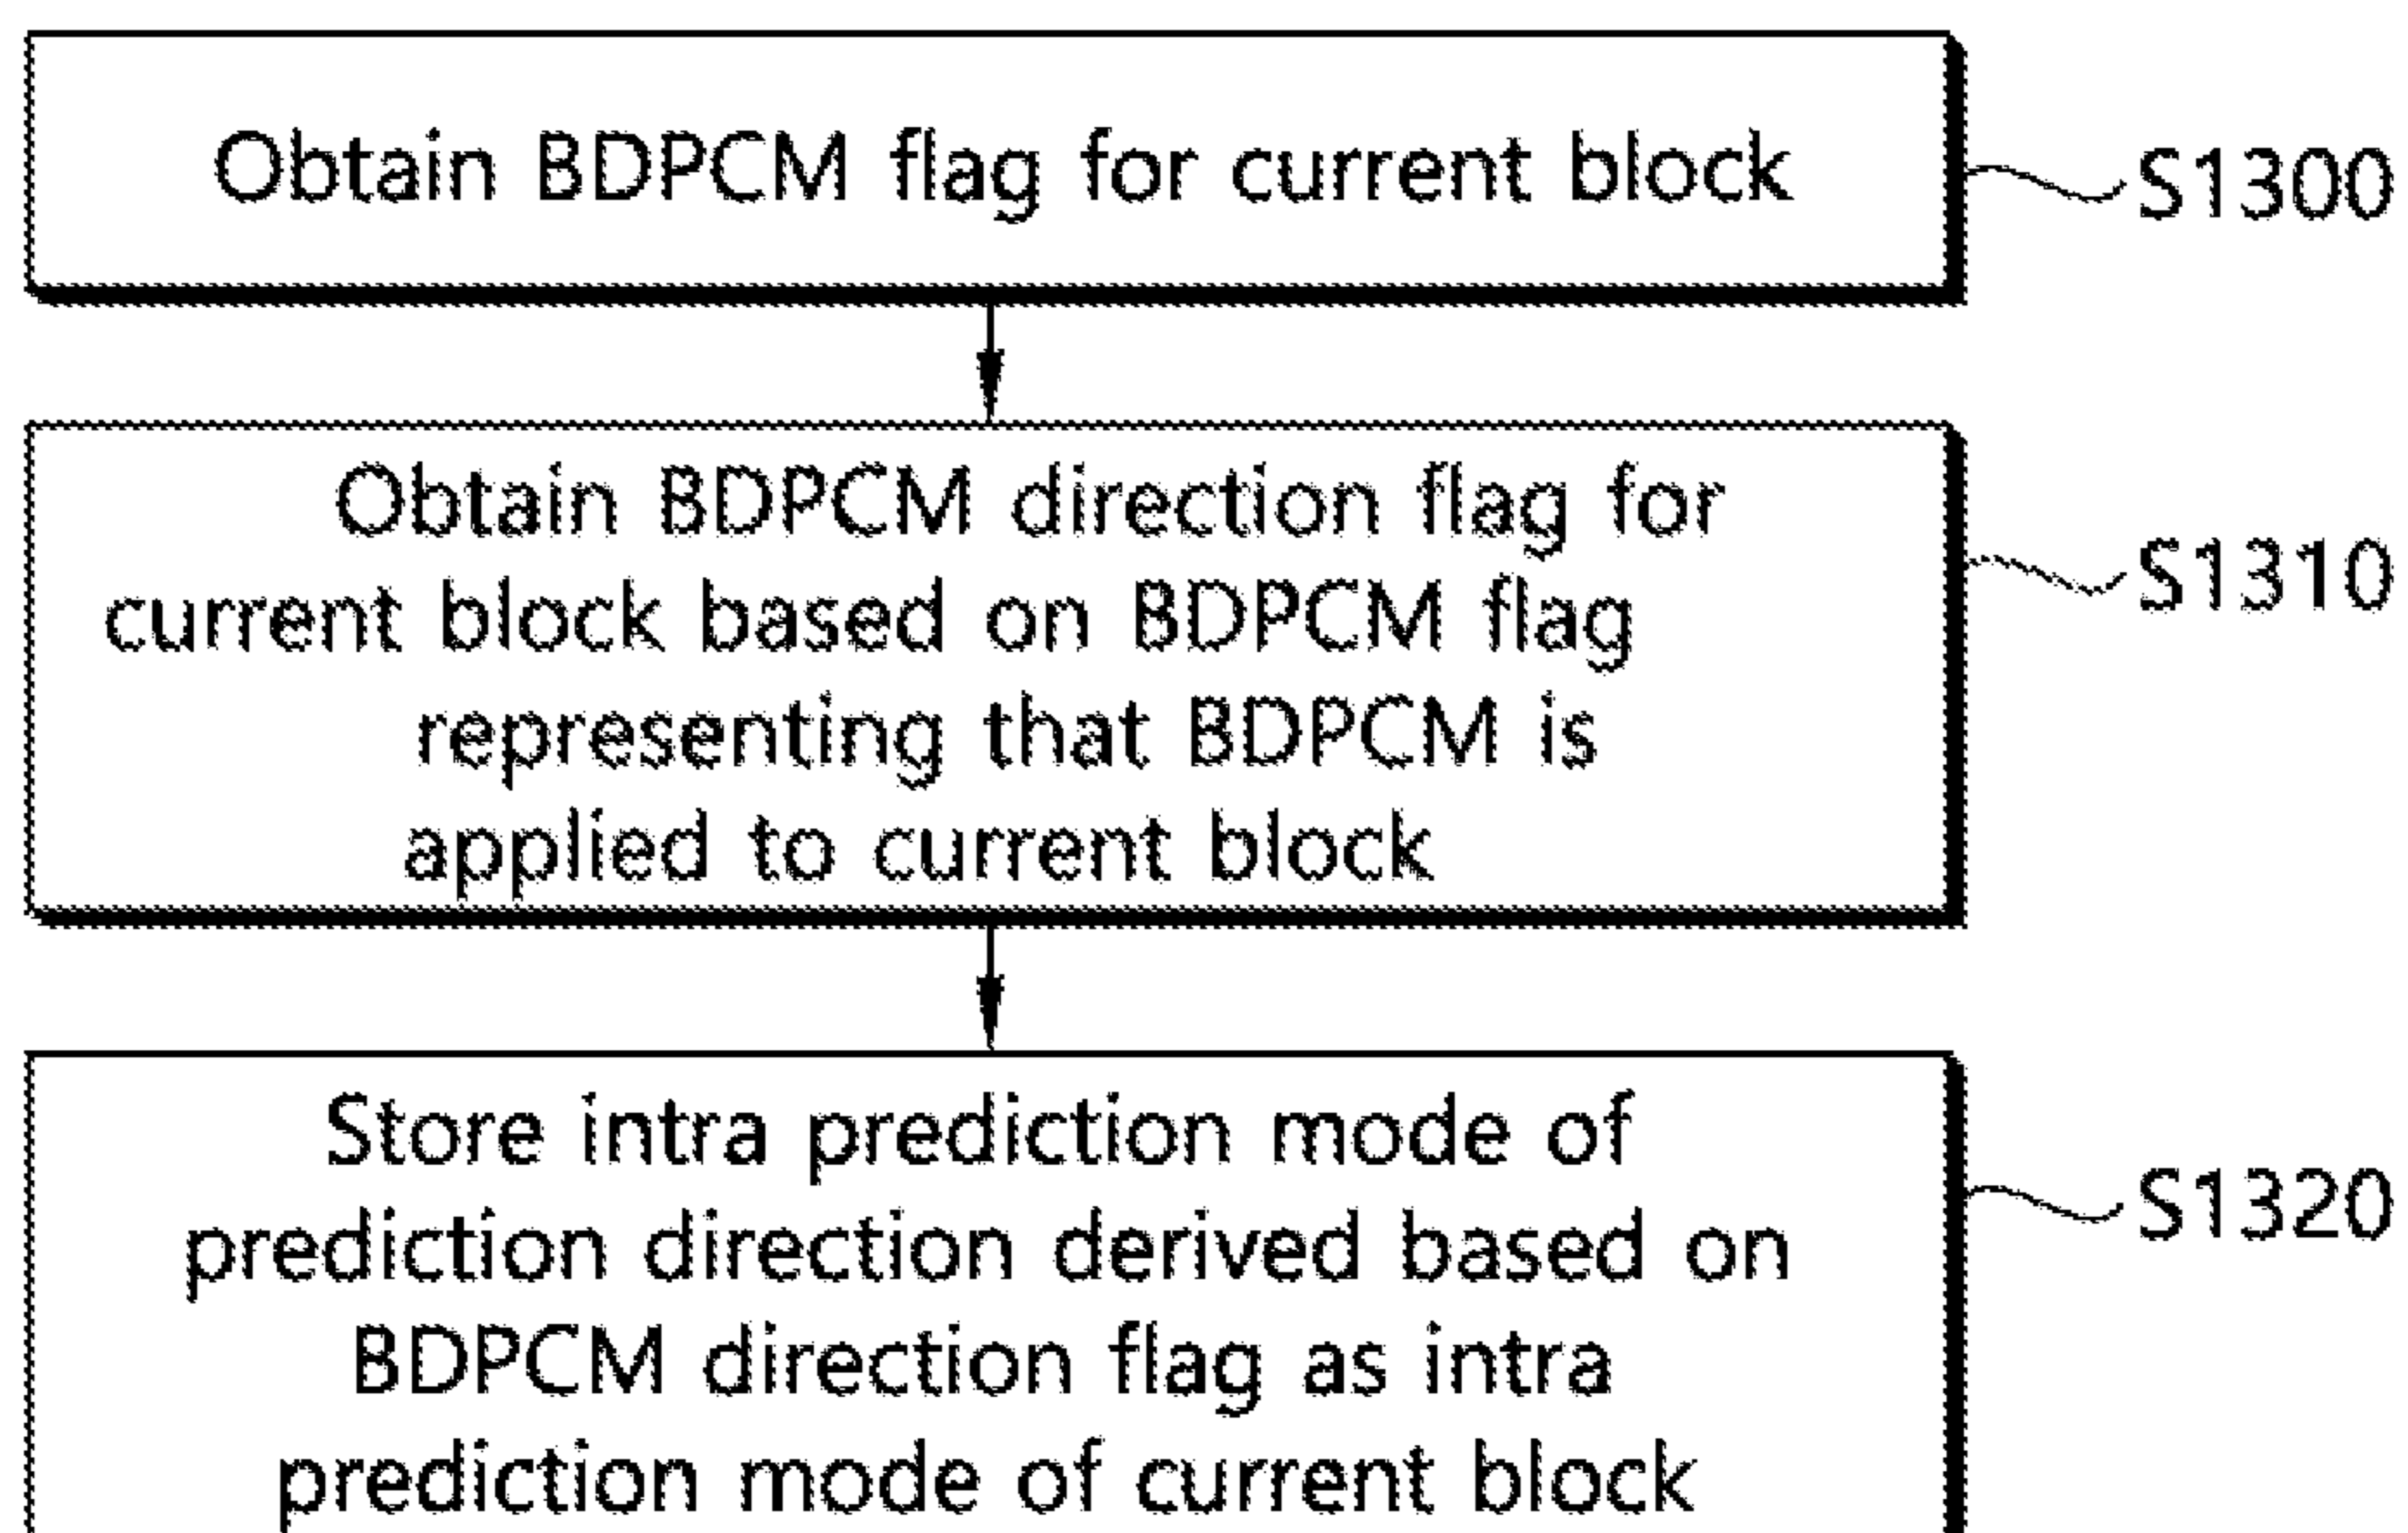 Obtain BDPCM flag for current block
S1300
Obtain BDPCM direction flag for
current block based on BDPCM flag
representing that BDPCM is
applied to current block
S1310
Store intra prediction mode of
prediction direction derived based on
BDPCM direction flag as intra
prediction mode of current block
S1320